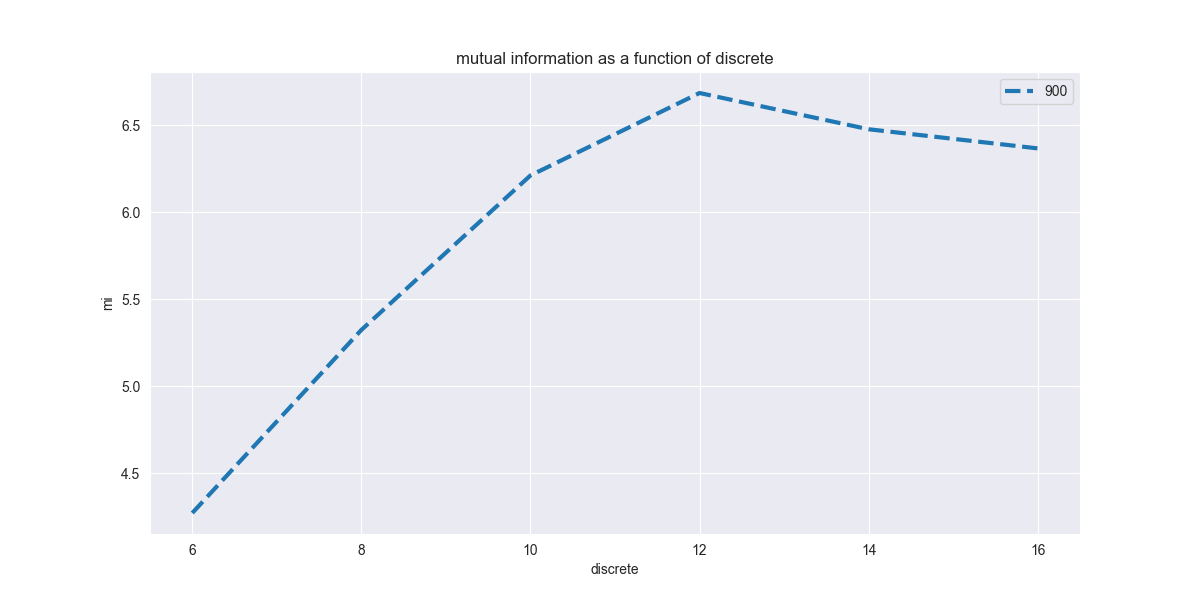 mutual information as a function of discrete
900
6.5
6.0
5.5
5.0
4.5
mi
6 8 10 12 14 16
discrete